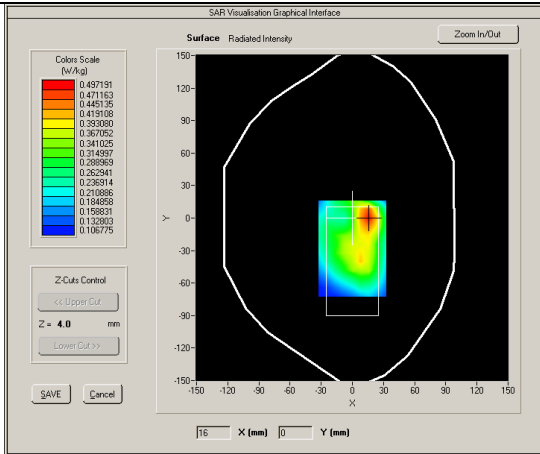 SAR Visualisation Graphical Interface
Surface Radiated Intensity
Zoom In/Out
Colors Scale
(W/kg)
0.497191
0.471163
0.445135
0.419108
0.393080
0.367052
0.341025
0.314997
0.288969
0.262941
0.236914
0.210886
0.184858
0.158831
0.132803
0.106775
Z-Cuts Control
<< Upper Cut
Z = 4.0 mm
Lower Cut >>
SAVE Cancel
150
120
90
60
30
0
-30
-60
-90
-120
-150
Y
-150 -120 -90 -60 -30 0 30 60 90 120 150
X
16 X (mm) 0 Y (mm)